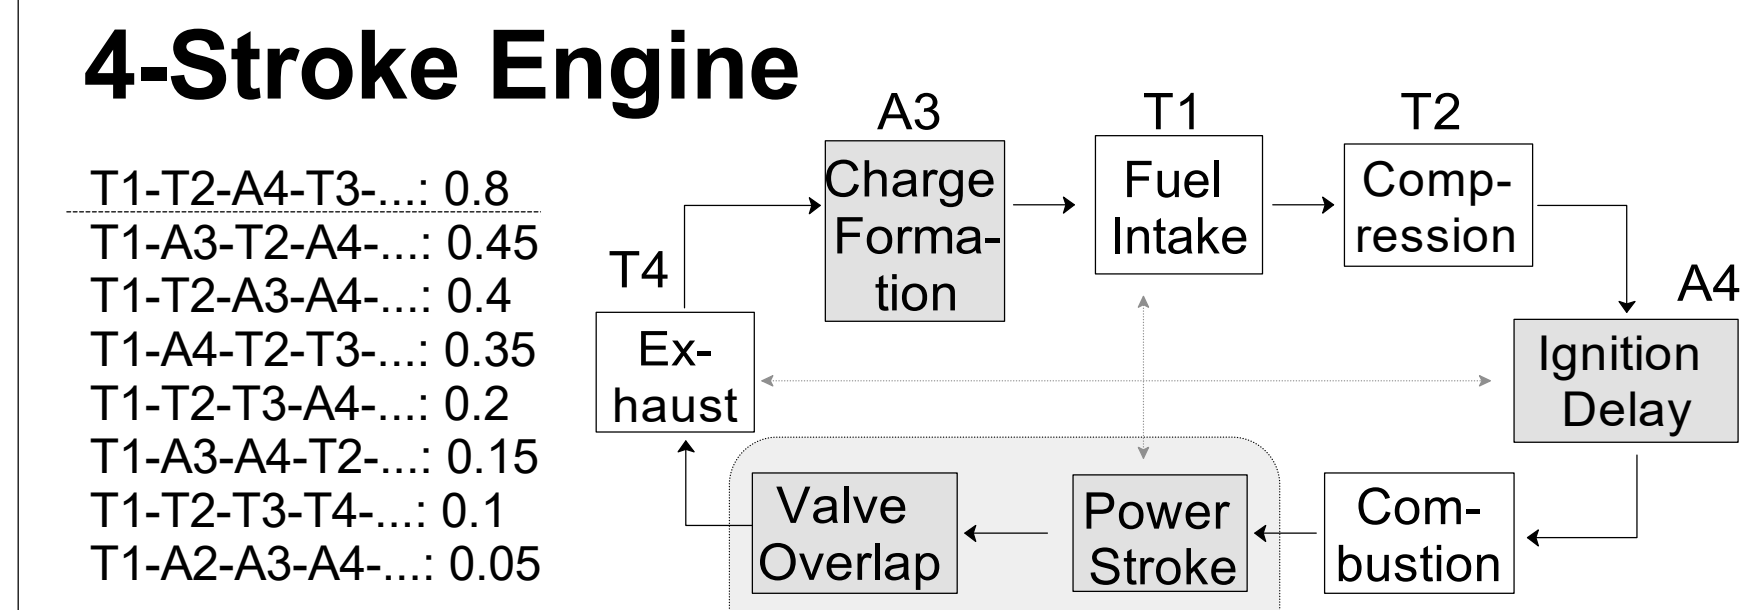 4-Stroke Engine
T1-T2-A4-T3-...: 0.8
T1-A3-T2-A4-...: 0.45
T1-T2-A3-A4-...: 0.4
T1-A4-T2-T3-...: 0.35
T1-T2-T3-A4-...: 0.2
T1-A3-A4-T2-...: 0.15
T1-T2-T3-T4-...: 0.1
T1-A2-A3-A4-...: 0.05
A3
Charge
Forma-
tion
T1
Fuel
Intake
T2
Comp-
ression
A4
Ignition
Delay
T4
Ex-
haust
Valve
Overlap
Power
Stroke
Com-
bustion